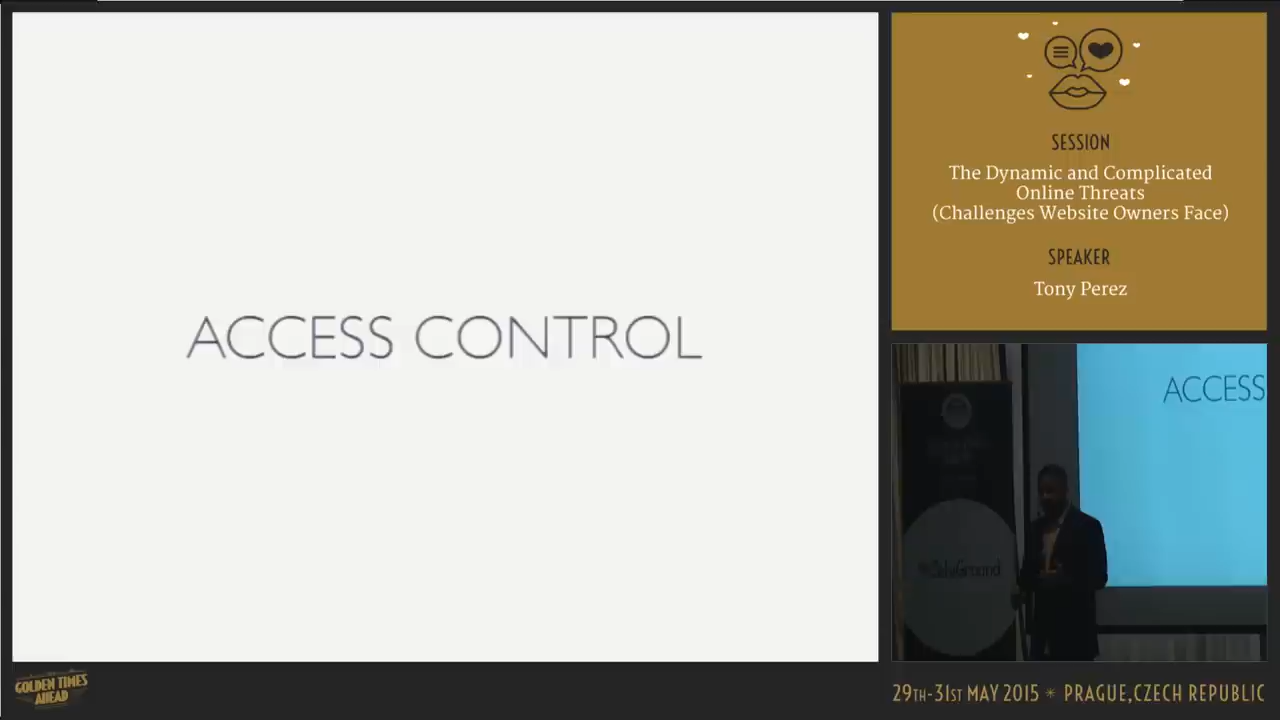 ACCESS CONTROL
SESSION
The Dynamic and Complicated
Online Threats
(Challenges Website Owners Face)
SPEAKER
Tony Perez
ACCESS
SiteGround
GOLDEN TIMES
AHEAD
29TH-31ST MAY 2015 * PRAGUE,CZECH REPUBLIC